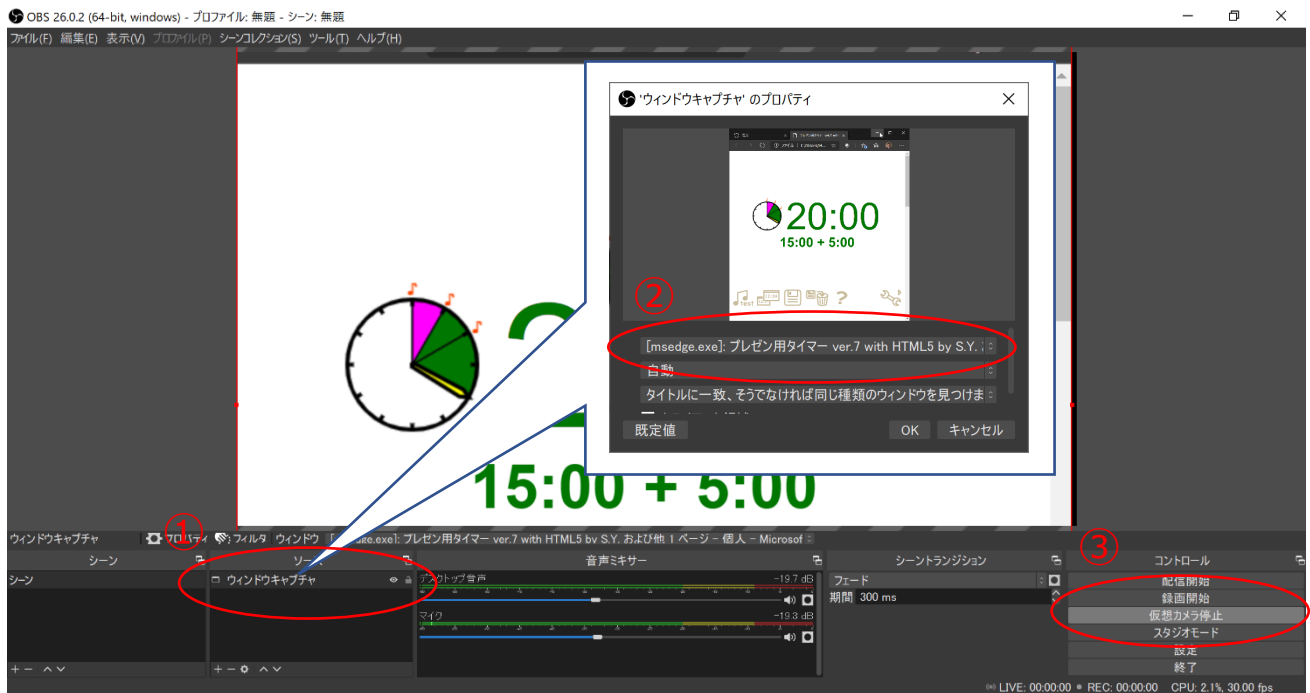 OBS 26.0.2 (64-bit, windows) - プロファイル: 無題 - シーン: 無題
ファイル(F) 編集(E) 表示(V) プロファイル(P) シーンコレクション(S) ツール(T) ヘルプ(H)
'ウィンドウキャプチャ' のプロパティ
20:00
15:00 + 5:00
test
②
[msedge.exe]: プレゼン用タイマー ver.7 with HTML5 by S.Y.
自動
タイトルに一致、そうでなければ同じ種類のウィンドウを見つけま
既定値 OK キャンセル
15:00 + 5:00
① ③
ウィンドウキャプチャ プロパティ フィルタ ウィンドウ プレゼン用タイマー ver.7 with HTML5 by S.Y. および他 1 ページ - 個人 - Microsof
シーン ソース 音声ミキサー シーントランジション コントロール
シーン
ウィンドウキャプチャ
デスクトップ音声 -19.7 dB
マイク -19.3 dB
フェード
期間 300 ms
配信開始
録画開始
仮想カメラ停止
スタジオモード
設定
終了
LIVE: 00:00:00 REC: 00:00:00 CPU: 2.1%, 30.00 fps